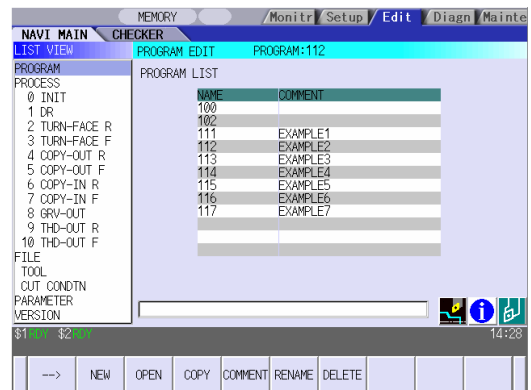 MEMORY Monitr Setup Edit Diagn Mainte
NAVI MAIN CHECKER
LIST VIEW PROGRAM EDIT PROGRAM:112
PROGRAM
PROCESS
0 INIT
1 DR
2 TURN-FACE R
3 TURN-FACE F
4 COPY-OUT R
5 COPY-OUT F
6 COPY-IN R
7 COPY-IN F
8 GRV-OUT
9 THD-OUT R
10 THD-OUT F
FILE
TOOL
CUT CONDTN
PARAMETER
VERSION
PROGRAM LIST
NAME COMMENT
100
102
111 EXAMPLE1
112 EXAMPLE2
113 EXAMPLE3
114 EXAMPLE4
115 EXAMPLE5
116 EXAMPLE6
117 EXAMPLE7
$1 RDY $2 RDY 14:28
--> NEW OPEN COPY COMMENT RENAME DELETE